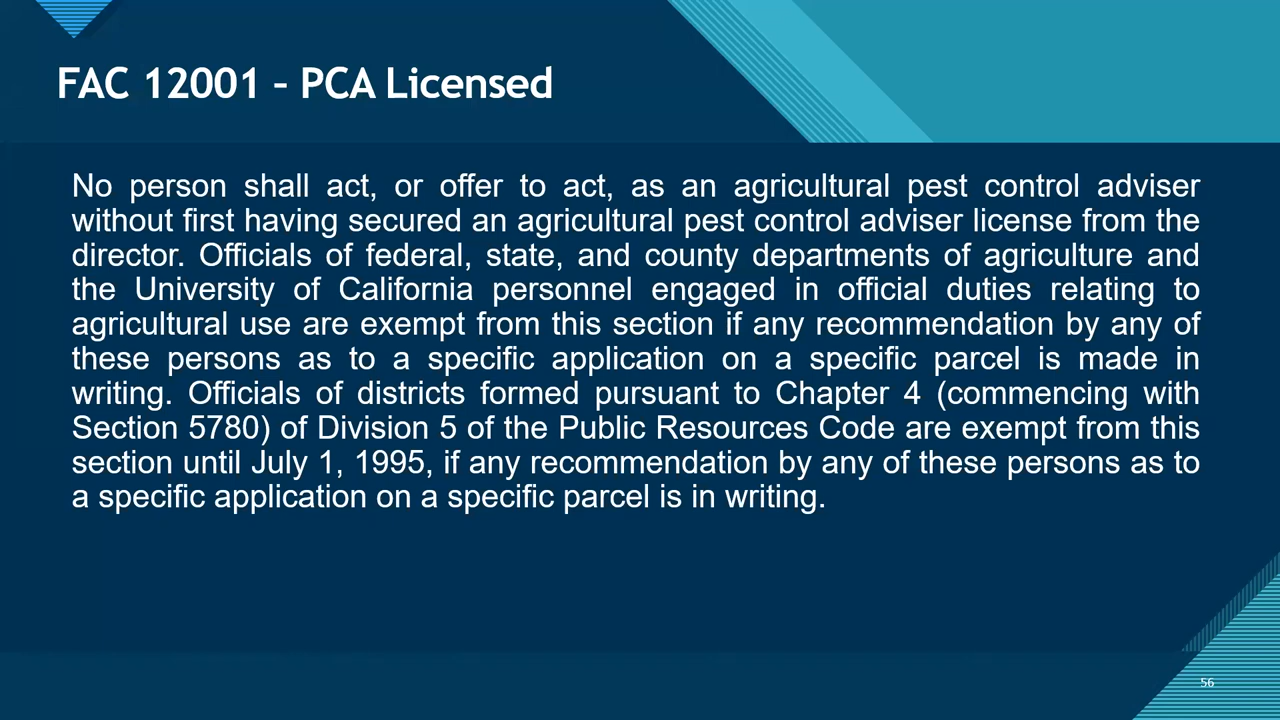 FAC 12001 – PCA Licensed
No person shall act, or offer to act, as an agricultural pest control adviser
without first having secured an agricultural pest control adviser license from the
director. Officials of federal, state, and county departments of agriculture and
the University of California personnel engaged in official duties relating to
agricultural use are exempt from this section if any recommendation by any of
these persons as to a specific application on a specific parcel is made in
writing. Officials of districts formed pursuant to Chapter 4 (commencing with
Section 5780) of Division 5 of the Public Resources Code are exempt from this
section until July 1, 1995, if any recommendation by any of these persons as to
a specific application on a specific parcel is in writing.
56